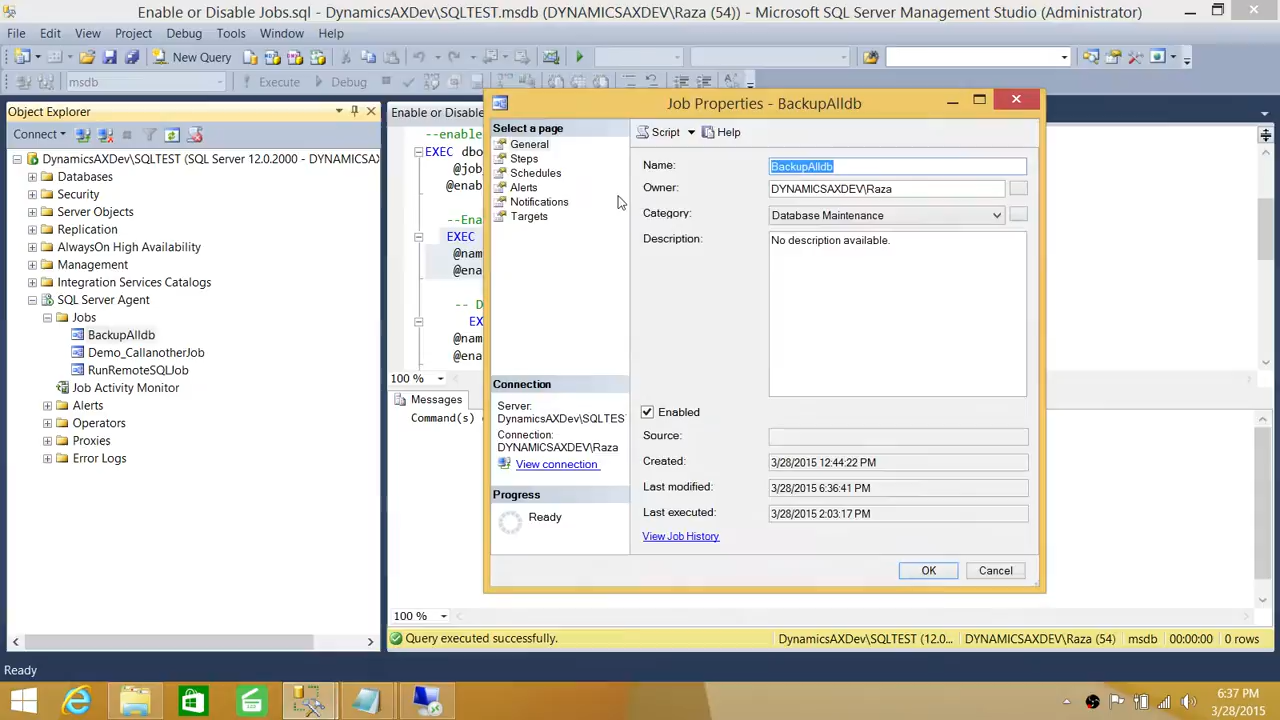 Enable or Disable Jobs.sql - DynamicsAXDev\SQLTEST.msdb (DYNAMICSAXDEV\Raza (54)) - Microsoft SQL Server Management Studio (Administrator)
File Edit View Project Debug Tools Window Help
New Query
msdb Execute Debug
Object Explorer
Connect
DynamicsAXDev\SQLTEST (SQL Server 12.0.2000 - DYNAMICSAX
Databases
Security
Server Objects
Replication
AlwaysOn High Availability
Management
Integration Services Catalogs
SQL Server Agent
Jobs
BackupAlldb
Demo_CallanotherJob
RunRemoteSQLJob
Job Activity Monitor
Alerts
Operators
Proxies
Error Logs
Enable or Disab
--enable
EXEC dbo
@job_
@enab
--Ena
EXEC
@nam
@ena
-- D
EX
@nam
@ena
100 %
Messages
Command(s)
100 %
Query executed successfully. DynamicsAXDev\SQLTEST (12.0... DYNAMICSAXDEV\Raza (54) msdb 00:00:00 0 rows
Job Properties - BackupAlldb
Select a page
General
Steps
Schedules
Alerts
Notifications
Targets
Connection
Server:
DynamicsAXDev\SQLTES
Connection:
DYNAMICSAXDEV\Raza
View connection
Progress
Ready
Script Help
Name: BackupAlldb
Owner: DYNAMICSAXDEV\Raza
Category: Database Maintenance
Description: No description available.
Enabled
Source:
Created: 3/28/2015 12:44:22 PM
Last modified: 3/28/2015 6:36:41 PM
Last executed: 3/28/2015 2:03:17 PM
View Job History
OK Cancel
Ready
6:37 PM
3/28/2015